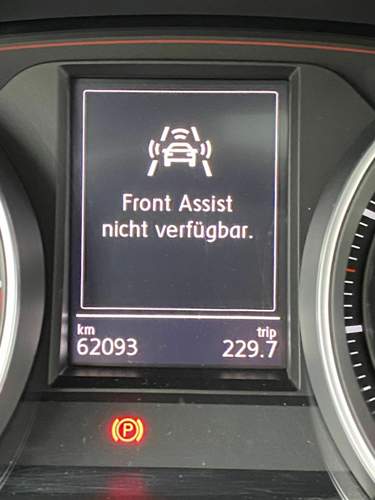 Front Assist
nicht verfügbar.
km trip
62093 229.7
P